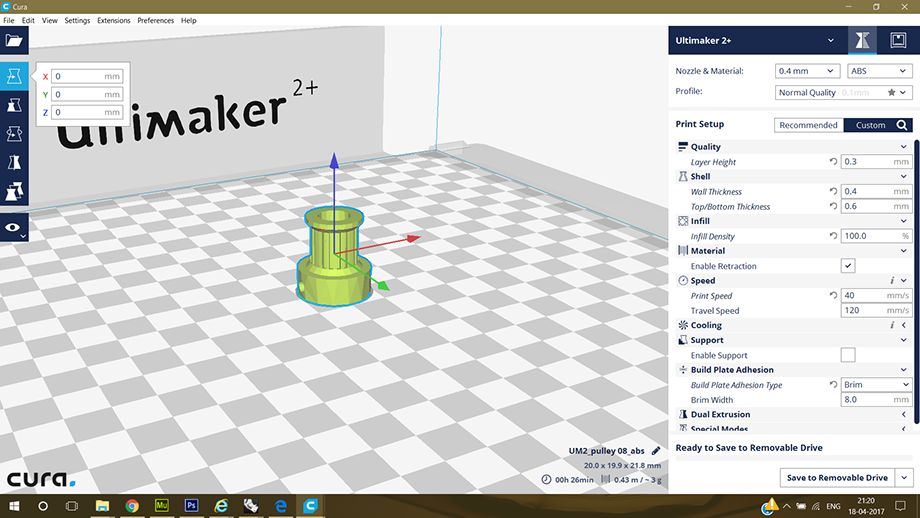 Cura
File Edit View Settings Extensions Preferences Help
X 0 mm
Y 0 mm
Z 0 mm
Ultimaker 2+
Ultimaker 2+
Nozzle & Material: 0.4 mm ABS
Profile: Normal Quality 0.1mm
Print Setup Recommended Custom
Quality
Layer Height 0.3 mm
Shell
Wall Thickness 0.4 mm
Top/Bottom Thickness 0.6 mm
Infill
Infill Density 100.0 %
Material
Enable Retraction
Speed i
Print Speed 40 mm/s
Travel Speed 120 mm/s
Cooling i
Support
Enable Support
Build Plate Adhesion
Build Plate Adhesion Type Brim
Brim Width 8.0 mm
Dual Extrusion
Special Modes
UM2_pulley 08_abs
20.0 x 19.9 x 21.8 mm
00h 26min 0.43 m / ~ 3 g
Ready to Save to Removable Drive
Save to Removable Drive
cura.
Mu Ps C
ENG
21:20
18-04-2017